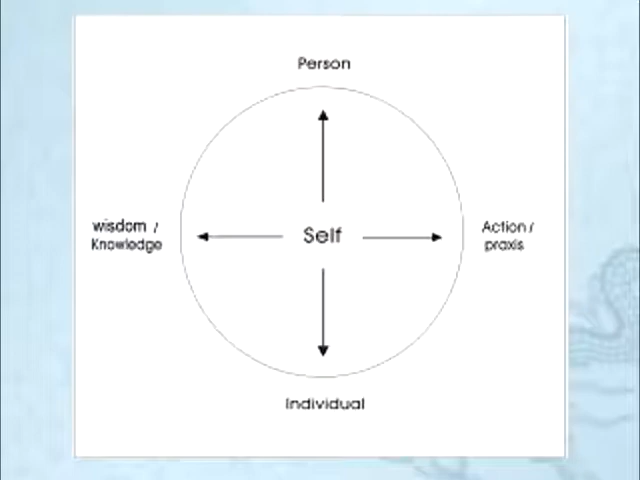 Person
wisdom /
Knowledge
Self
Action /
praxis
Individual